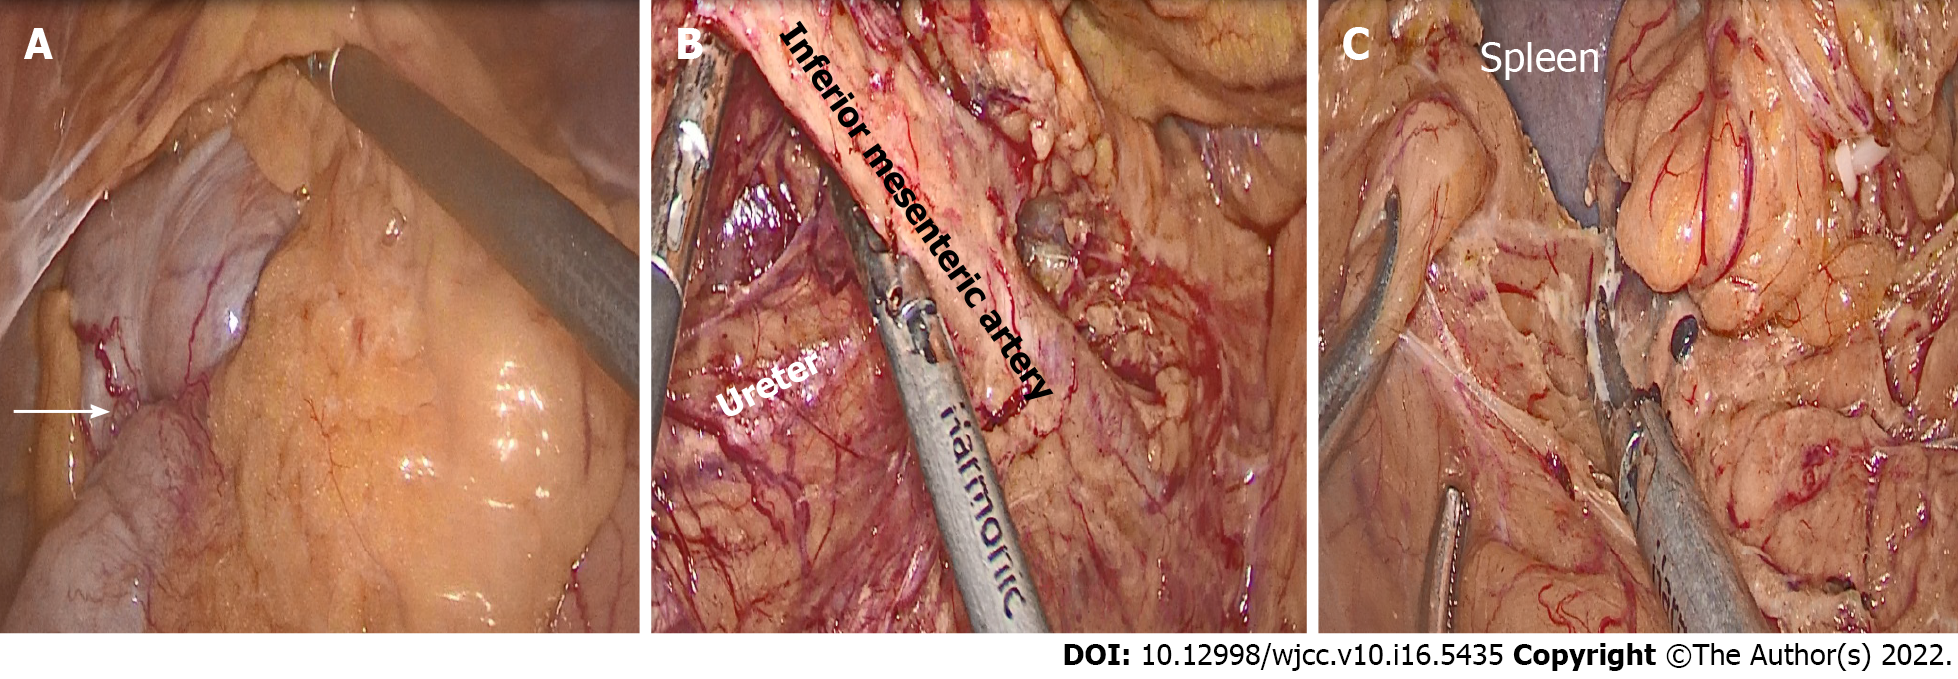 A
B
C
Inferior mesenteric artery
Spleen
Ureter
Harmonic
DOI: 10.12998/wjcc.v10.i16.5435 Copyright ©The Author(s) 2022.